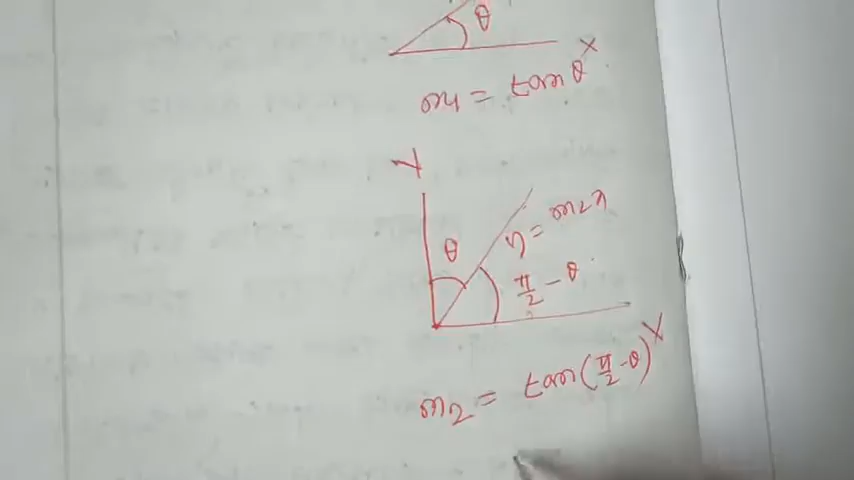 θ
X
m1 = tan θ
Y
θ
y = m2x
π/2 - θ
X
m2 = tan(π/2 - θ)